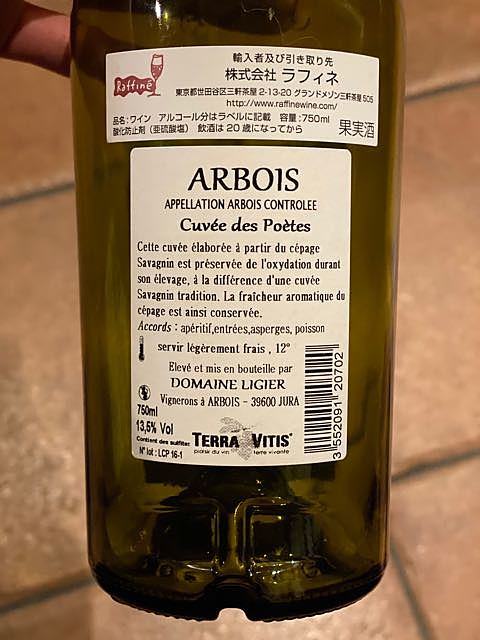 Raffiné
輸入者及び引き取り先
株式会社 ラフィネ
東京都世田谷区三軒茶屋 2-13-20 グランドメゾン三軒茶屋 505
http://www.raffinewine.com/
品名:ワイン アルコール分はラベルに記載 容量:750ml
酸化防止剤(亜硫酸塩) 飲酒は20歳になってから 果実酒
ARBOIS
APPELLATION ARBOIS CONTROLEE
Cuvée des Poètes
Cette cuvée élaborée à partir du cépage
Savagnin est préservée de l'oxydation durant
son élevage, à la différence d'une cuvée
Savagnin tradition. La fraîcheur aromatique du
cépage est ainsi conservée.
Accords : apéritif,entrées,asperges, poisson
servir légèrement frais , 12°
Elevé et mis en bouteille par
DOMAINE LIGIER
Vignerons à ARBOIS - 39600 JURA
750ml
13,5% Vol
Contient des sulfites
N° lot : LCP 16-1
TERRA VITIS
plaisir du vin terre vivante
3 552091 20702